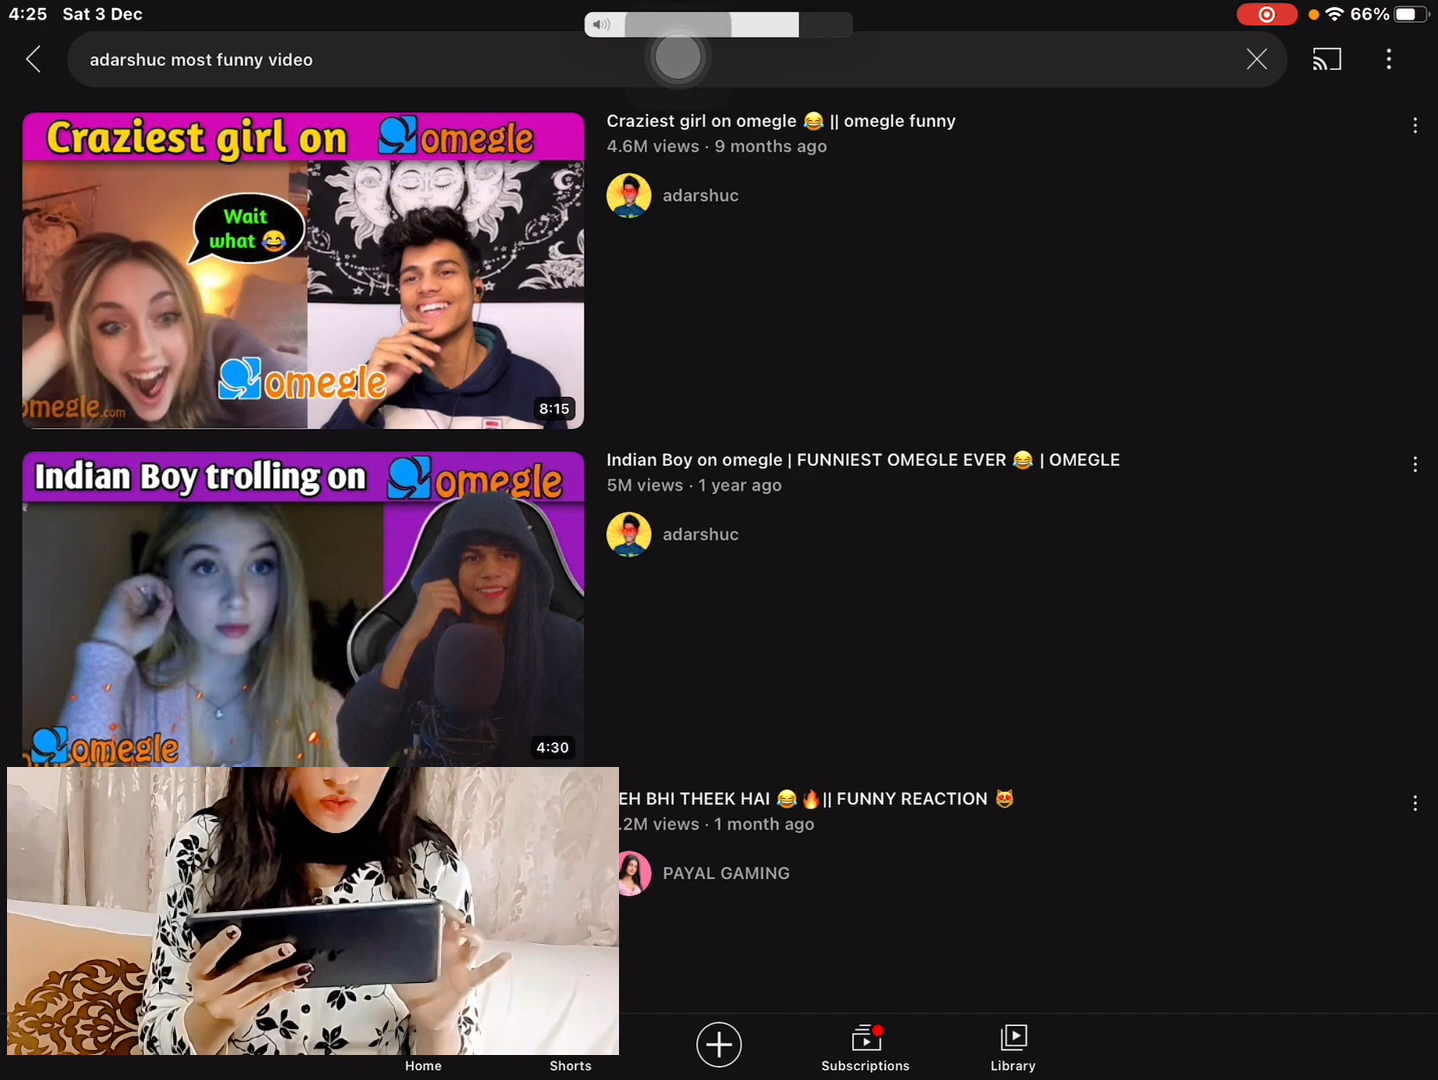 4:25 Sat 3 Dec
66%
adarshuc most funny video
Craziest girl on omegle
Wait
what 😂
omegle
omegle.com
8:15
Craziest girl on omegle 😂 || omegle funny
4.6M views · 9 months ago
adarshuc
Indian Boy trolling on omegle
omegle
4:30
Indian Boy on omegle | FUNNIEST OMEGLE EVER 😂 | OMEGLE
5M views · 1 year ago
adarshuc
EH BHI THEEK HAI 😂🔥|| FUNNY REACTION 😻
.2M views · 1 month ago
PAYAL GAMING
Home
Shorts
Subscriptions
Library